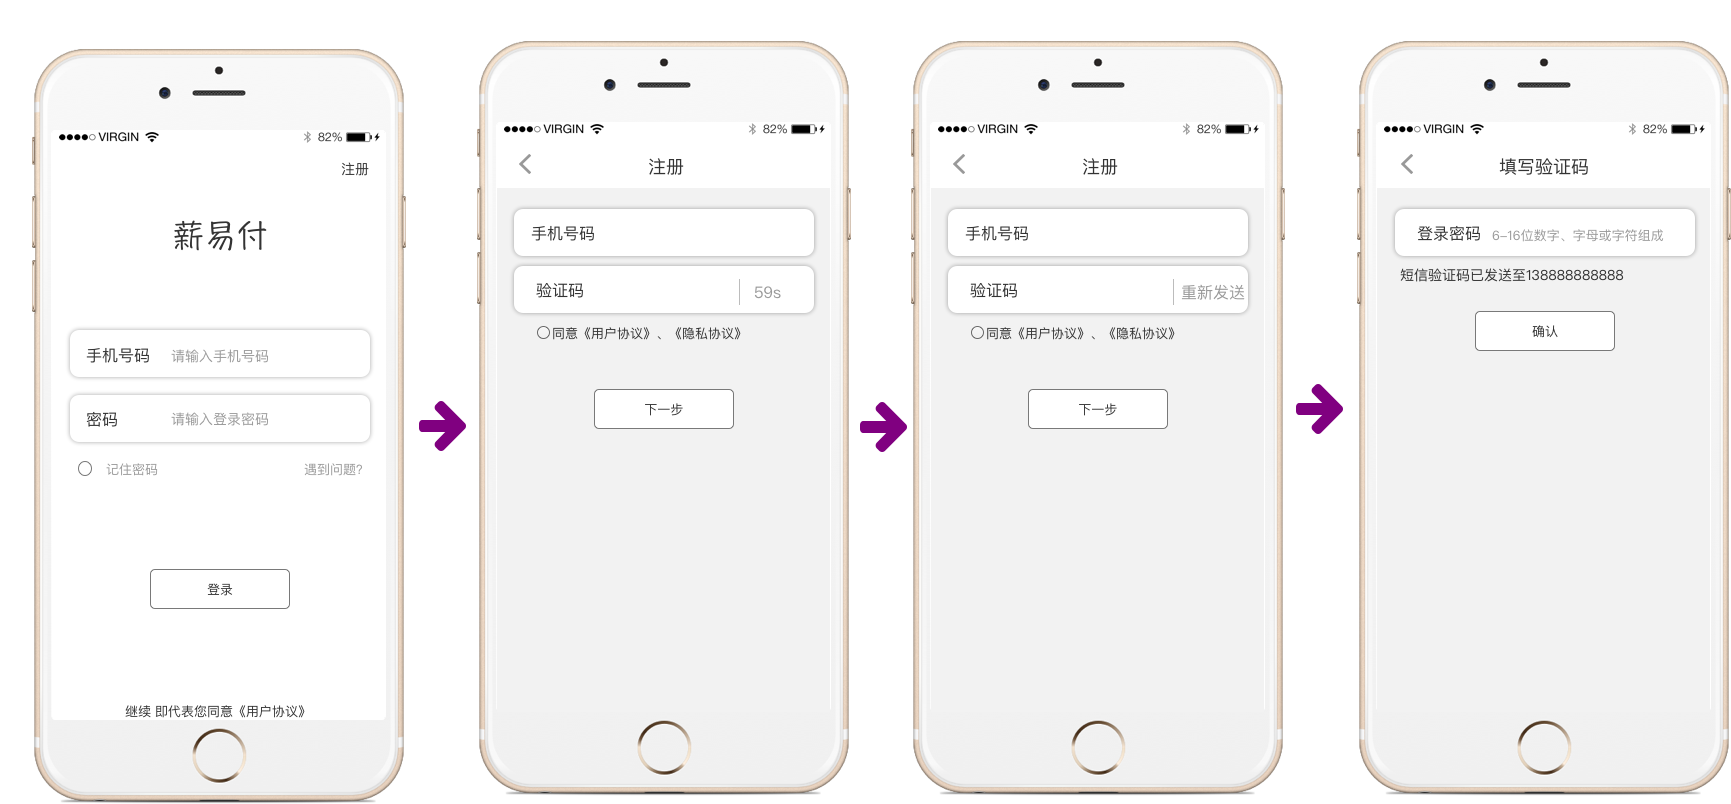 VIRGIN 82%
注册
薪易付
手机号码 请输入手机号码
密码 请输入登录密码
记住密码 遇到问题?
登录
继续 即代表您同意《用户协议》
VIRGIN 82%
注册
手机号码
验证码 59s
同意《用户协议》、《隐私协议》
下一步
VIRGIN 82%
注册
手机号码
验证码 重新发送
同意《用户协议》、《隐私协议》
下一步
VIRGIN 82%
填写验证码
登录密码 6-16位数字、字母或字符组成
短信验证码已发送至138888888888
确认